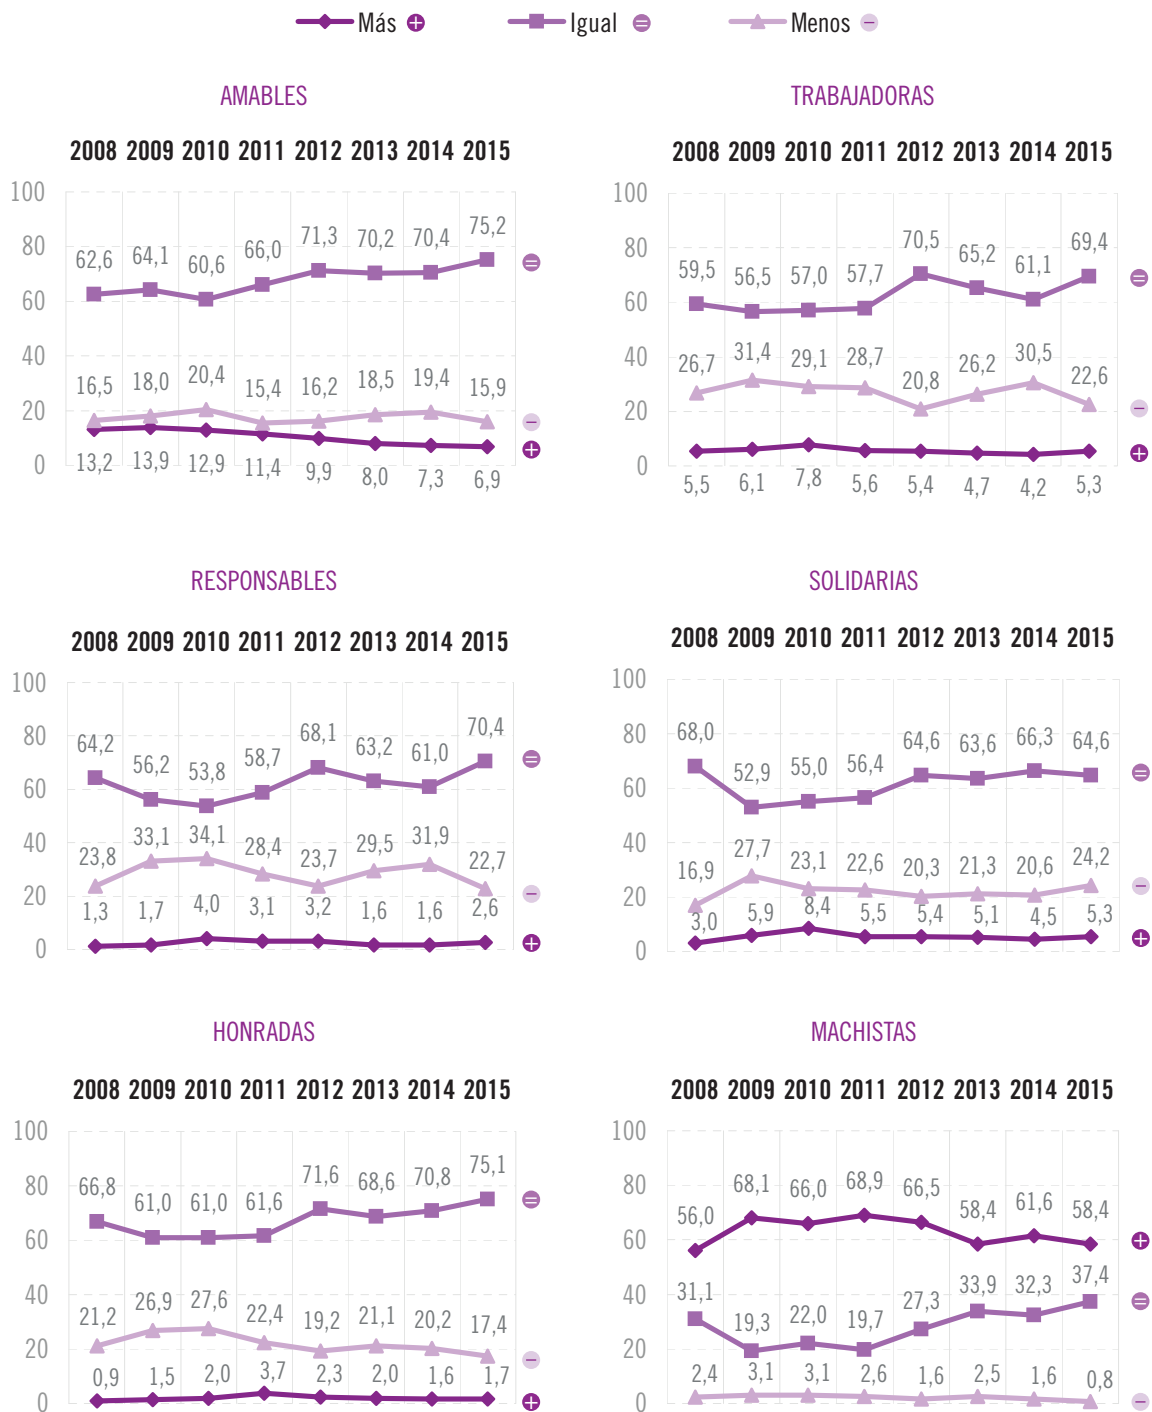 Más + Igual = Menos −
AMABLES
2008 2009 2010 2011 2012 2013 2014 2015
100
80
60
40
20
0
62,6 64,1 60,6 66,0 71,3 70,2 70,4 75,2 =
16,5 18,0 20,4 15,4 16,2 18,5 19,4 15,9 −
13,2 13,9 12,9 11,4 9,9 8,0 7,3 6,9 +
TRABAJADORAS
2008 2009 2010 2011 2012 2013 2014 2015
100
80
60
40
20
0
59,5 56,5 57,0 57,7 70,5 65,2 61,1 69,4 =
26,7 31,4 29,1 28,7 20,8 26,2 30,5 22,6 −
5,5 6,1 7,8 5,6 5,4 4,7 4,2 5,3 +
RESPONSABLES
2008 2009 2010 2011 2012 2013 2014 2015
100
80
60
40
20
0
64,2 56,2 53,8 58,7 68,1 63,2 61,0 70,4 =
23,8 33,1 34,1 28,4 23,7 29,5 31,9 22,7 −
1,3 1,7 4,0 3,1 3,2 1,6 1,6 2,6 +
SOLIDARIAS
2008 2009 2010 2011 2012 2013 2014 2015
100
80
60
40
20
0
68,0 52,9 55,0 56,4 64,6 63,6 66,3 64,6 =
16,9 27,7 23,1 22,6 20,3 21,3 20,6 24,2 −
3,0 5,9 8,4 5,5 5,4 5,1 4,5 5,3 +
HONRADAS
2008 2009 2010 2011 2012 2013 2014 2015
100
80
60
40
20
0
66,8 61,0 61,0 61,6 71,6 68,6 70,8 75,1 =
21,2 26,9 27,6 22,4 19,2 21,1 20,2 17,4 −
0,9 1,5 2,0 3,7 2,3 2,0 1,6 1,7 +
MACHISTAS
2008 2009 2010 2011 2012 2013 2014 2015
100
80
60
40
20
0
56,0 68,1 66,0 68,9 66,5 58,4 61,6 58,4 +
31,1 19,3 22,0 19,7 27,3 33,9 32,3 37,4 =
2,4 3,1 3,1 2,6 1,6 2,5 1,6 0,8 −